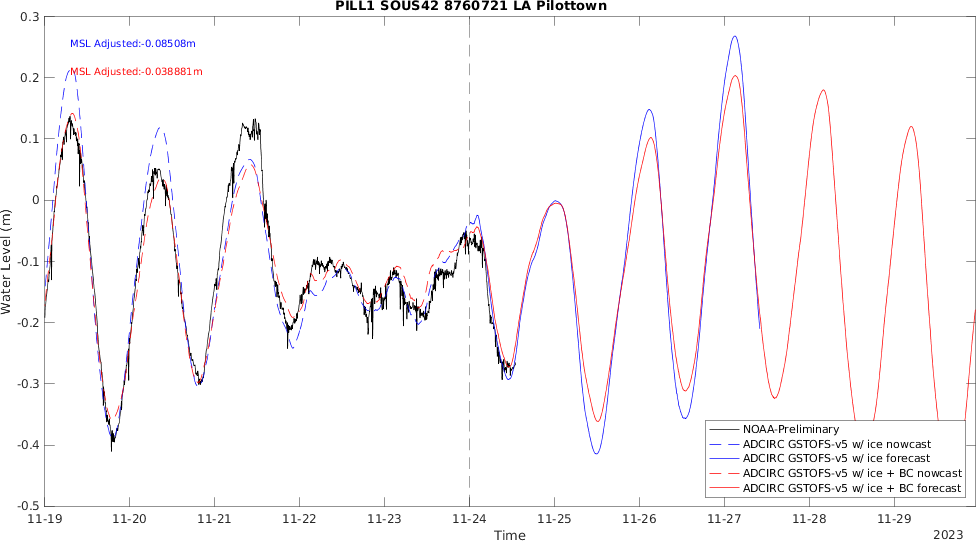 PILL1 SOUS42 8760721 LA Pilottown
MSL Adjusted:-0.08508m
MSL Adjusted:-0.038881m
Water Level (m)
0.3
0.2
0.1
0
-0.1
-0.2
-0.3
-0.4
-0.5
NOAA-Preliminary
ADCIRC GSTOFS-v5 w/ ice nowcast
ADCIRC GSTOFS-v5 w/ ice forecast
ADCIRC GSTOFS-v5 w/ ice + BC nowcast
ADCIRC GSTOFS-v5 w/ ice + BC forecast
11-19 11-20 11-21 11-22 11-23 11-24 11-25 11-26 11-27 11-28 11-29
Time
2023